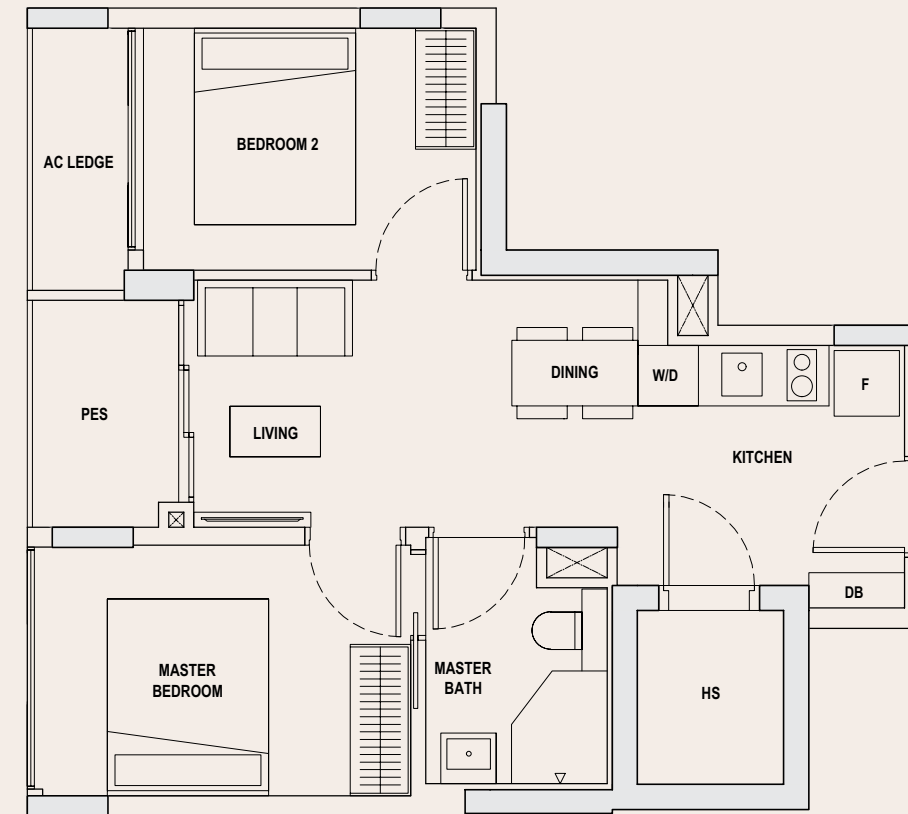 BEDROOM 2
AC LEDGE
DINING
W/D
F
PES
LIVING
KITCHEN
DB
MASTER
BEDROOM
MASTER
BATH
HS